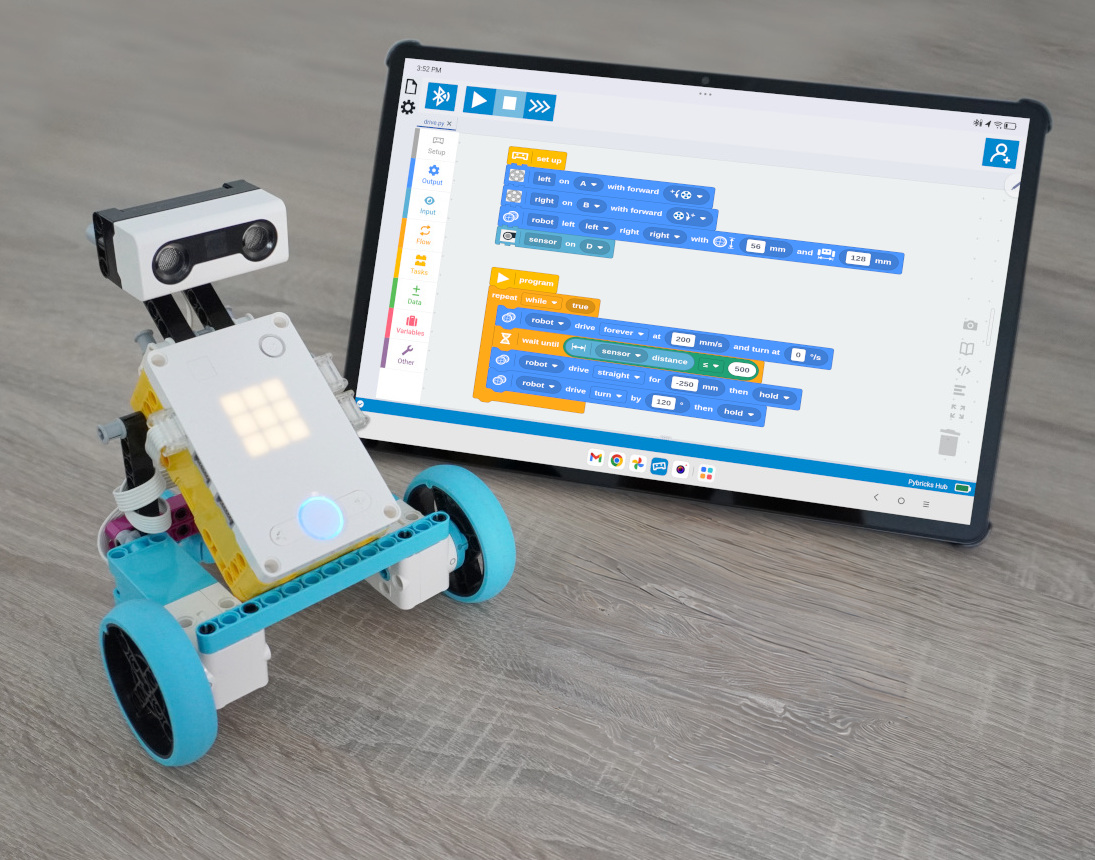 3:52 PM
drive.py ×
Setup
Output
Input
Flow
Tasks
Data
Variables
Other
set up
left on A with forward
right on B with forward
robot left left right right with 56 mm and 128 mm
sensor on D
program
repeat while true
robot drive forever at 200 mm/s and turn at 0 °/s
wait until sensor distance ≤ 500
robot drive straight for -250 mm then hold
robot drive turn by 120 ° then hold
Pybricks Hub